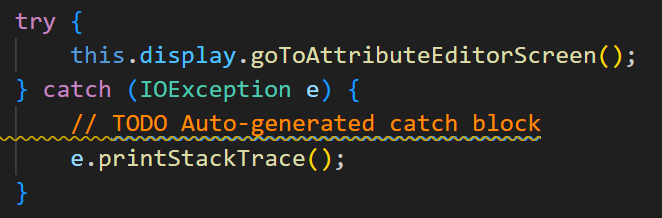 try {
    this.display.goToAttributeEditorScreen();
} catch (IOException e) {
    // TODO Auto-generated catch block
    e.printStackTrace();
}